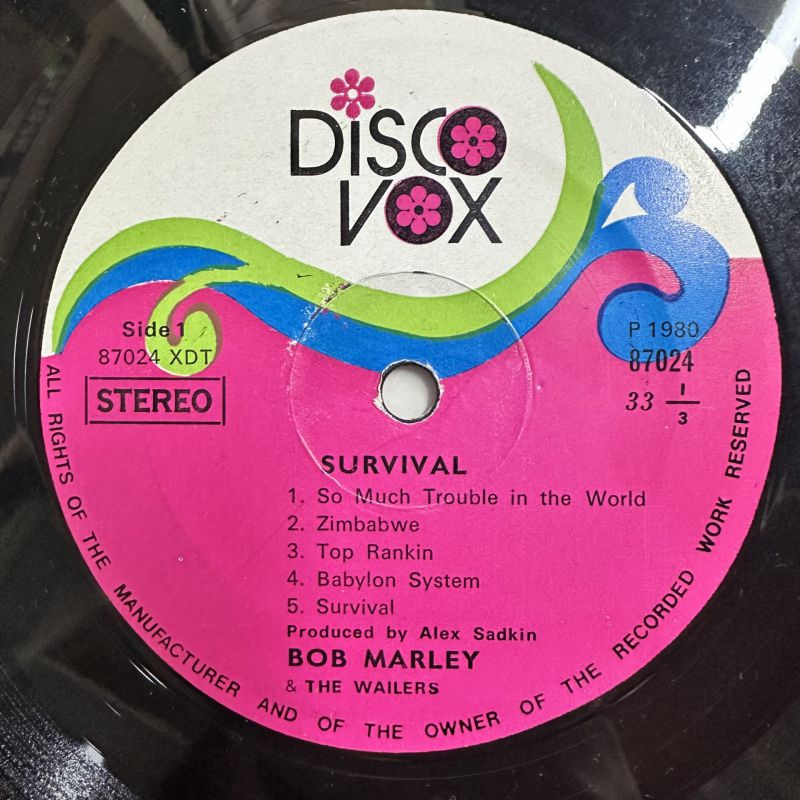 DiSCO
VOX
Side 1
87024 XDT
STEREO
P 1980
87024
33 1/3
SURVIVAL
1. So Much Trouble in the World
2. Zimbabwe
3. Top Rankin
4. Babylon System
5. Survival
Produced by Alex Sadkin
BOB MARLEY
& THE WAILERS
ALL RIGHTS OF THE MANUFACTURER AND OF THE OWNER OF THE RECORDED WORK RESERVED